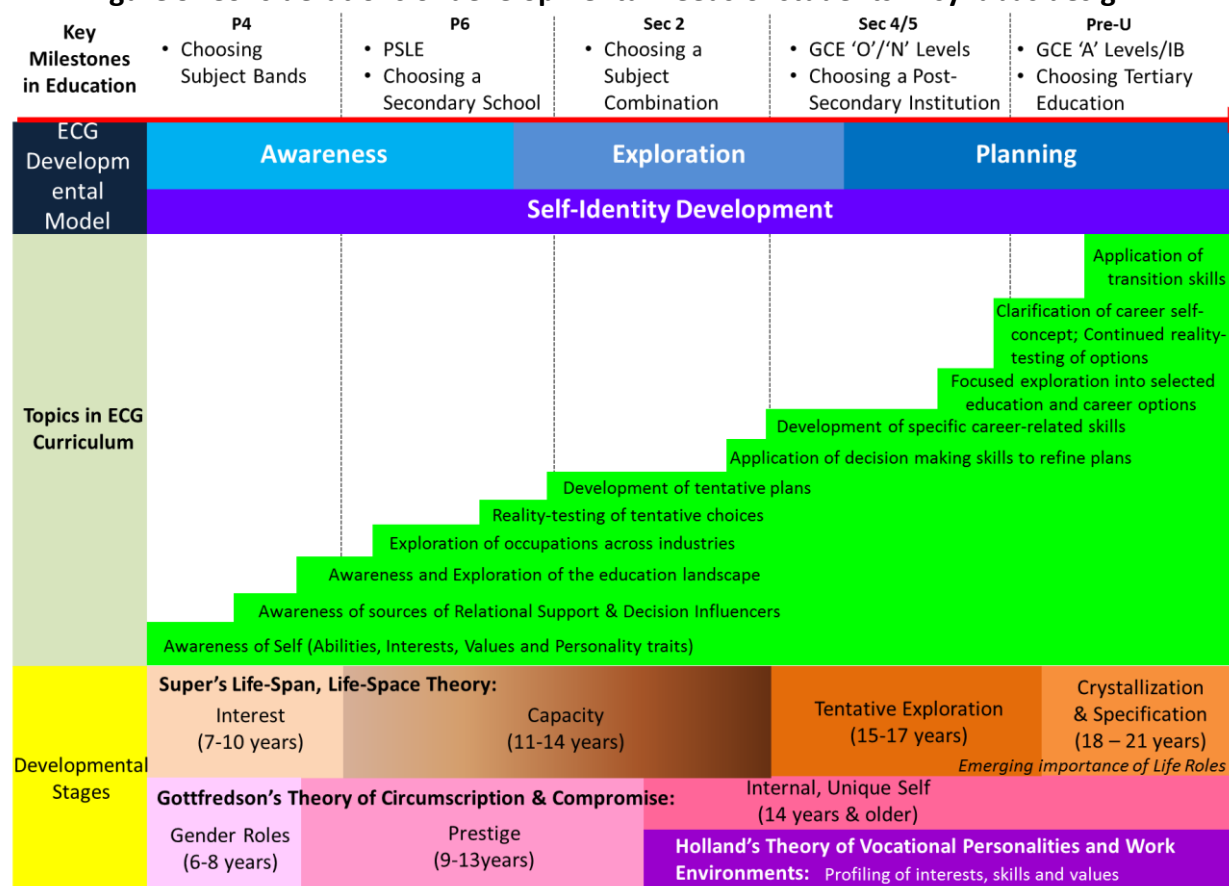 Key
Milestones
in Education
P4
• Choosing
Subject Bands
P6
• PSLE
• Choosing a
Secondary School
Sec 2
• Choosing a
Subject
Combination
Sec 4/5
• GCE ‘O’/‘N’ Levels
• Choosing a Post-
Secondary Institution
Pre-U
• GCE ‘A’ Levels/IB
• Choosing Tertiary
Education
ECG
Developm
ental
Model
Awareness
Exploration
Planning
Self-Identity Development
Topics in ECG
Curriculum
Application of
transition skills
Clarification of career self-
concept; Continued reality-
testing of options
Focused exploration into selected
education and career options
Development of specific career-related skills
Application of decision making skills to refine plans
Development of tentative plans
Reality-testing of tentative choices
Exploration of occupations across industries
Awareness and Exploration of the education landscape
Awareness of sources of Relational Support & Decision Influencers
Awareness of Self (Abilities, Interests, Values and Personality traits)
Developmental
Stages
Super’s Life-Span, Life-Space Theory:
Interest
(7-10 years)
Capacity
(11-14 years)
Tentative Exploration
(15-17 years)
Crystallization
& Specification
(18 – 21 years)
Emerging importance of Life Roles
Gottfredson’s Theory of Circumscription & Compromise:
Gender Roles
(6-8 years)
Prestige
(9-13years)
Internal, Unique Self
(14 years & older)
Holland’s Theory of Vocational Personalities and Work
Environments: Profiling of interests, skills and values